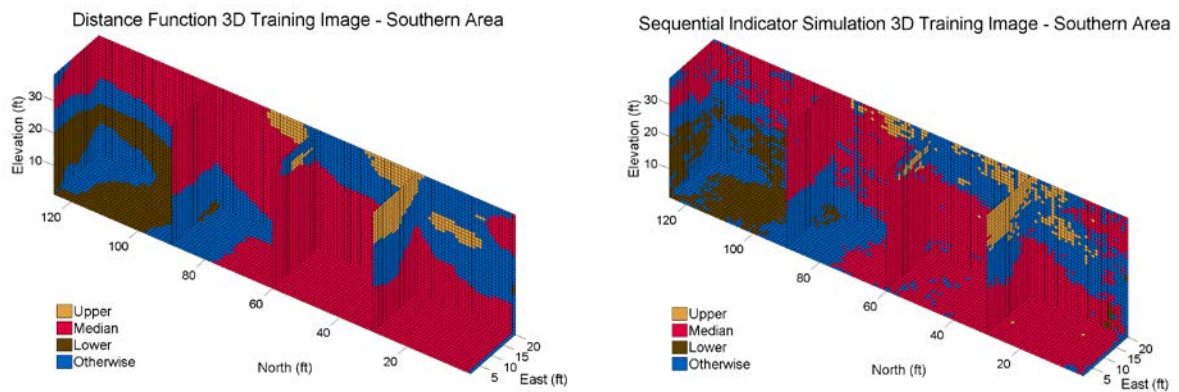 Distance Function 3D Training Image - Southern Area
Elevation (ft)
30
20
10
120
100
80
60
40
20
North (ft)
5
10
15
20
East (ft)
Upper
Median
Lower
Otherwise
Sequential Indicator Simulation 3D Training Image - Southern Area
Elevation (ft)
30
20
10
120
100
80
60
40
20
North (ft)
5
10
15
20
East (ft)
Upper
Median
Lower
Otherwise